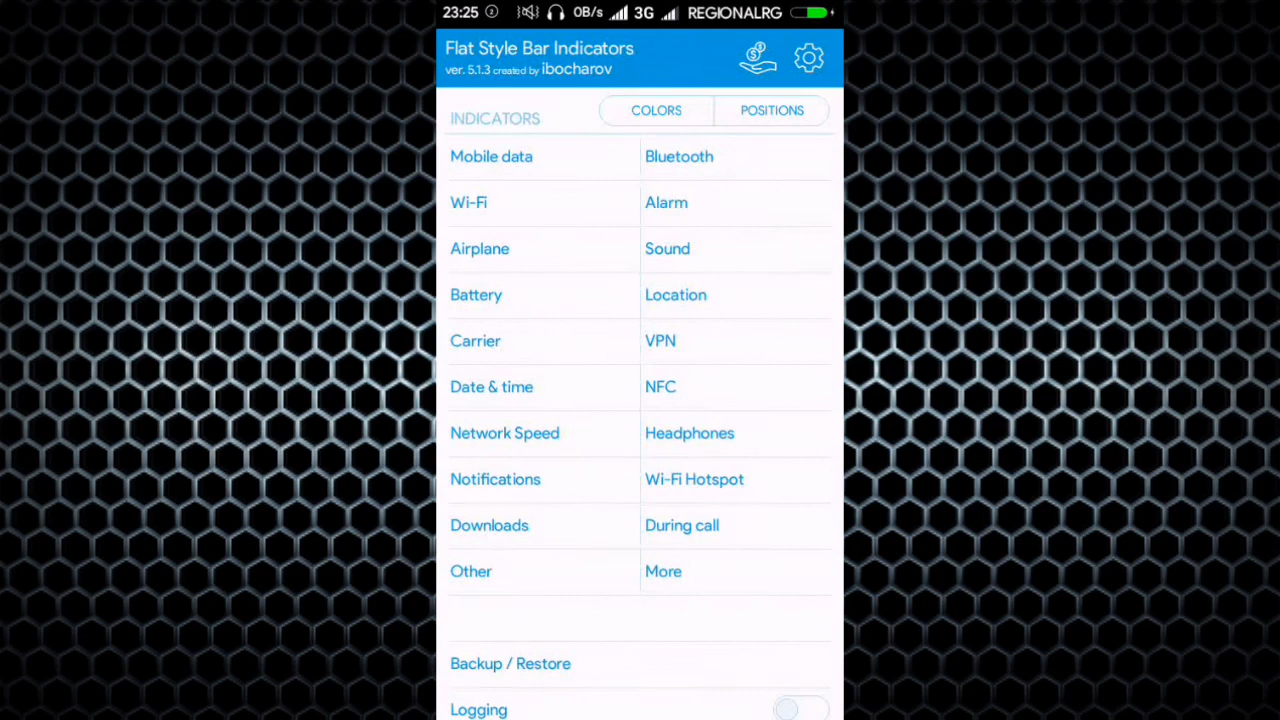 23:25 2 0B/s 3G REGIONALRG
Flat Style Bar Indicators
ver. 5.1.3 created by ibocharov
INDICATORS COLORS POSITIONS
Mobile data Bluetooth
Wi-Fi Alarm
Airplane Sound
Battery Location
Carrier VPN
Date & time NFC
Network Speed Headphones
Notifications Wi-Fi Hotspot
Downloads During call
Other More
Backup / Restore
Logging